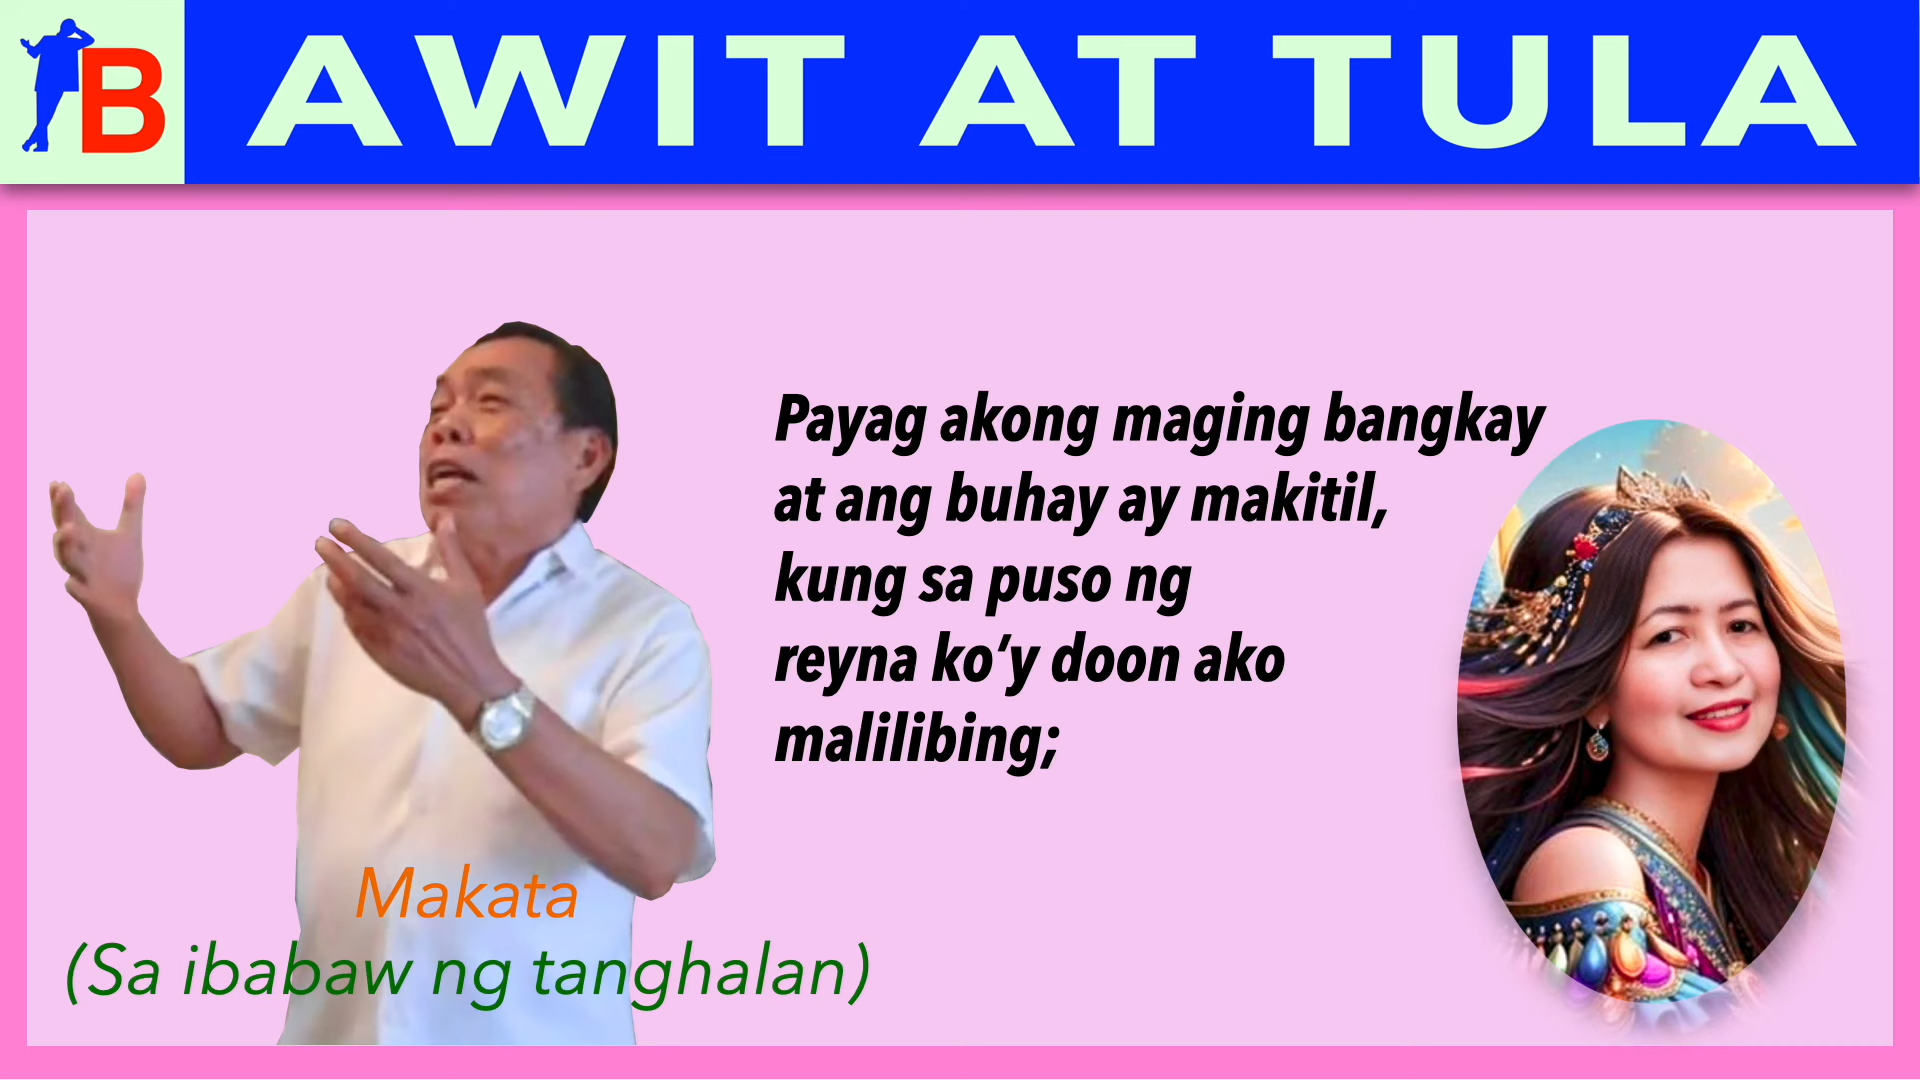 B
AWIT AT TULA
Payag akong maging bangkay
at ang buhay ay makitil,
kung sa puso ng
reyna ko’y doon ako
malilibing;
Makata
(Sa ibabaw ng tanghalan)